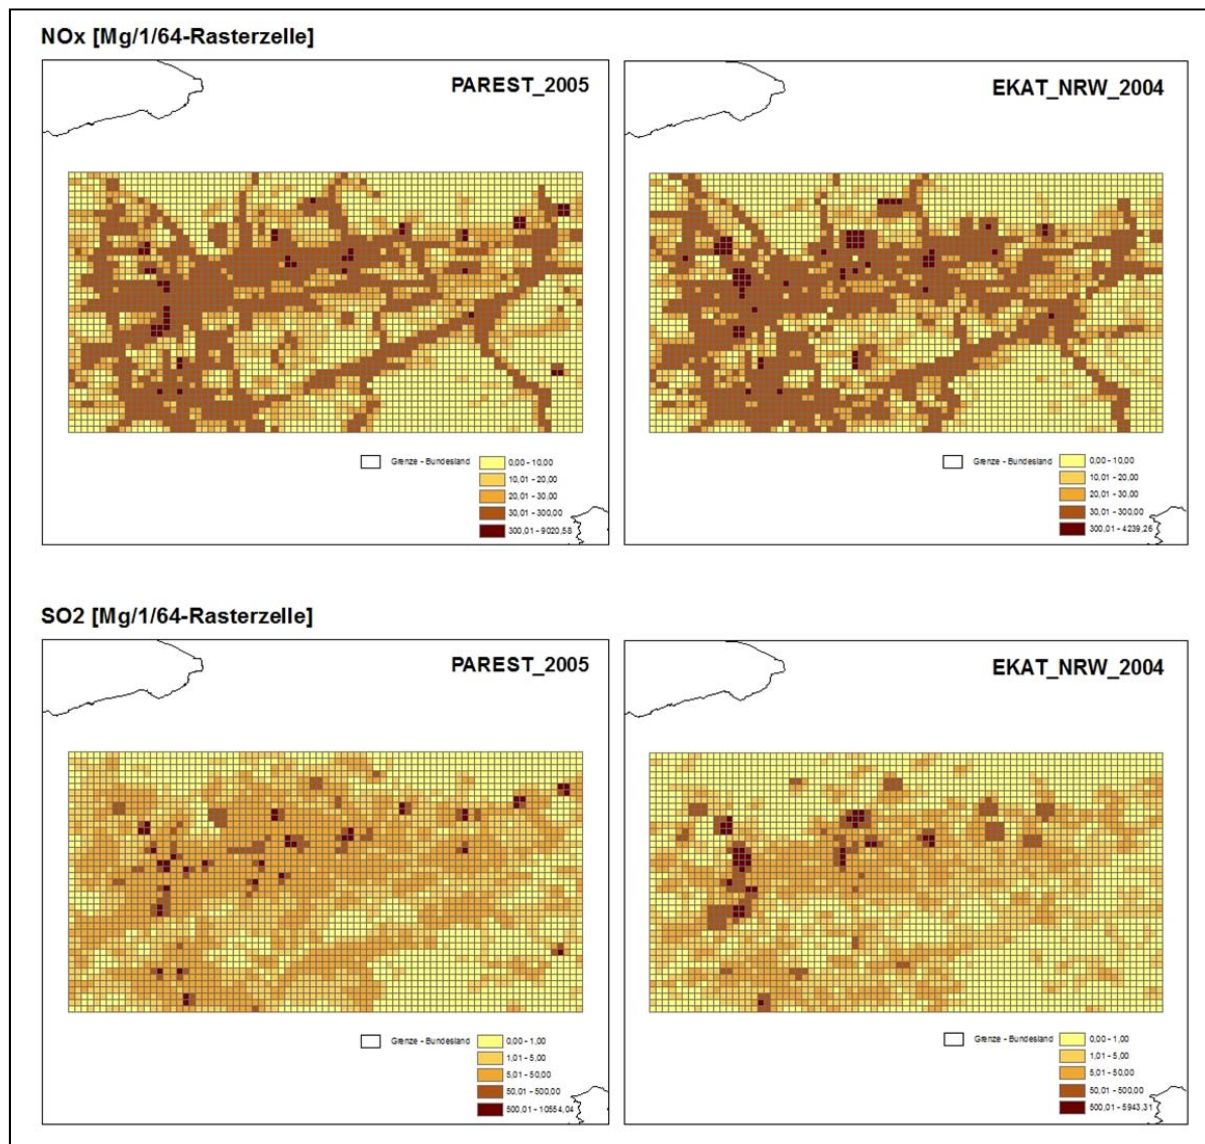 NOx [Mg/1/64-Rasterzelle]
PAREST_2005
EKAT_NRW_2004
Grenze - Bundesland
0,00 - 10,00
10,01 - 20,00
20,01 - 30,00
30,01 - 300,00
300,01 - 9020,58
Grenze - Bundesland
0,00 - 10,00
10,01 - 20,00
20,01 - 30,00
30,01 - 300,00
300,01 - 4239,26
SO2 [Mg/1/64-Rasterzelle]
PAREST_2005
EKAT_NRW_2004
Grenze - Bundesland
0,00 - 1,00
1,01 - 5,00
5,01 - 50,00
50,01 - 500,00
500,01 - 10554,04
Grenze - Bundesland
0,00 - 1,00
1,01 - 5,00
5,01 - 50,00
50,01 - 500,00
500,01 - 5943,31